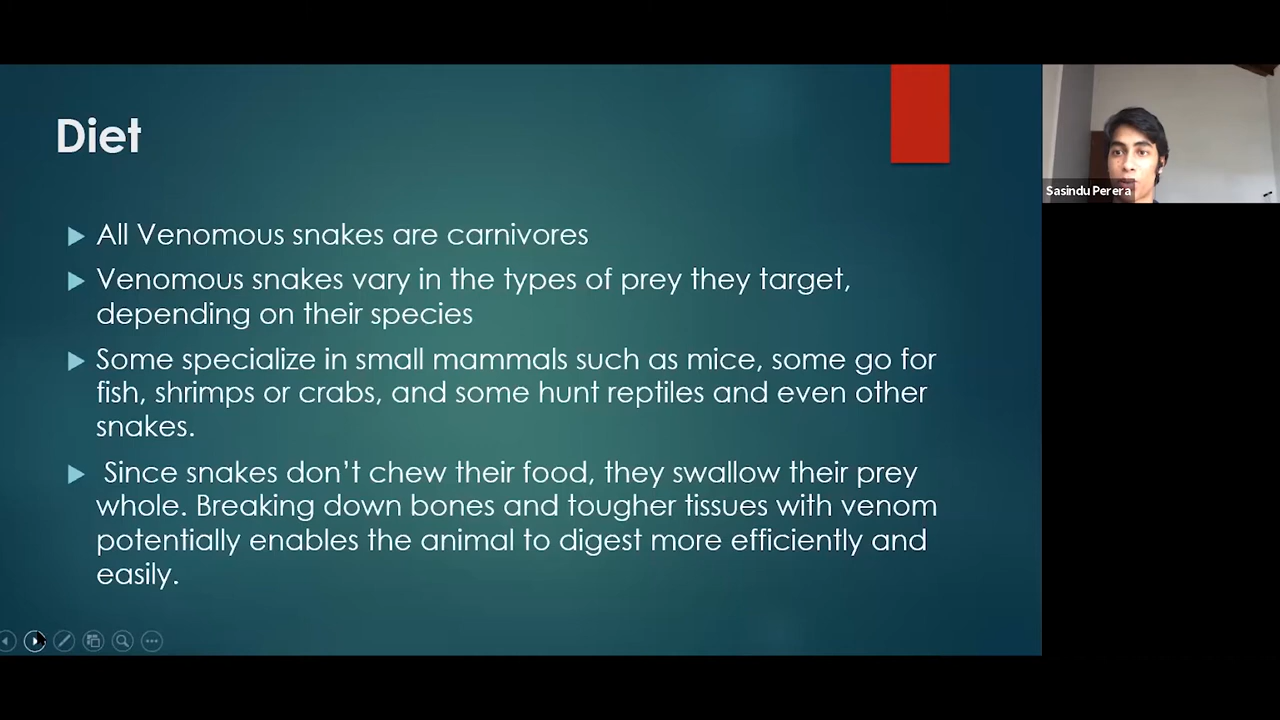 Diet
All Venomous snakes are carnivores
Venomous snakes vary in the types of prey they target,
depending on their species
Some specialize in small mammals such as mice, some go for
fish, shrimps or crabs, and some hunt reptiles and even other
snakes.
Since snakes don’t chew their food, they swallow their prey
whole. Breaking down bones and tougher tissues with venom
potentially enables the animal to digest more efficiently and
easily.
Sasindu Perera